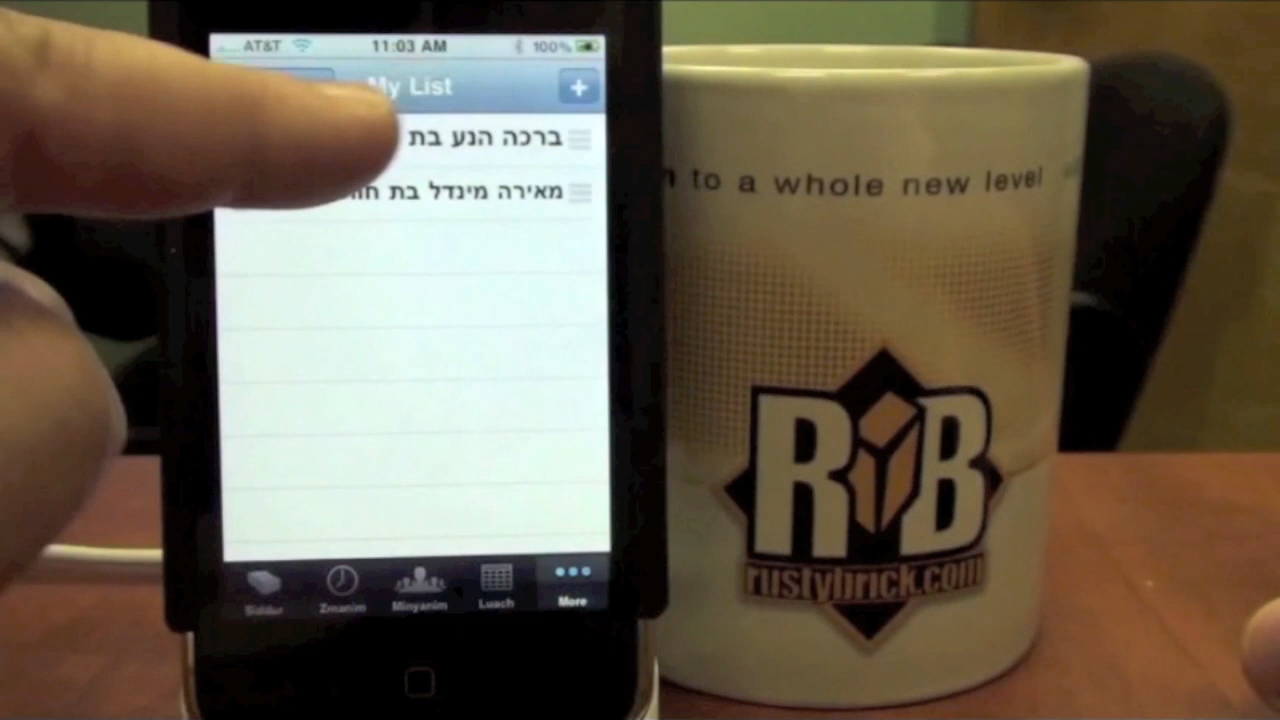 AT&T 11:03 AM 100%
My List +
ברכה הנע בת
מאירה מינדל בת
Siddur Zmanim Minyanim Luach More
to a whole new level
RB
rustybrick.com